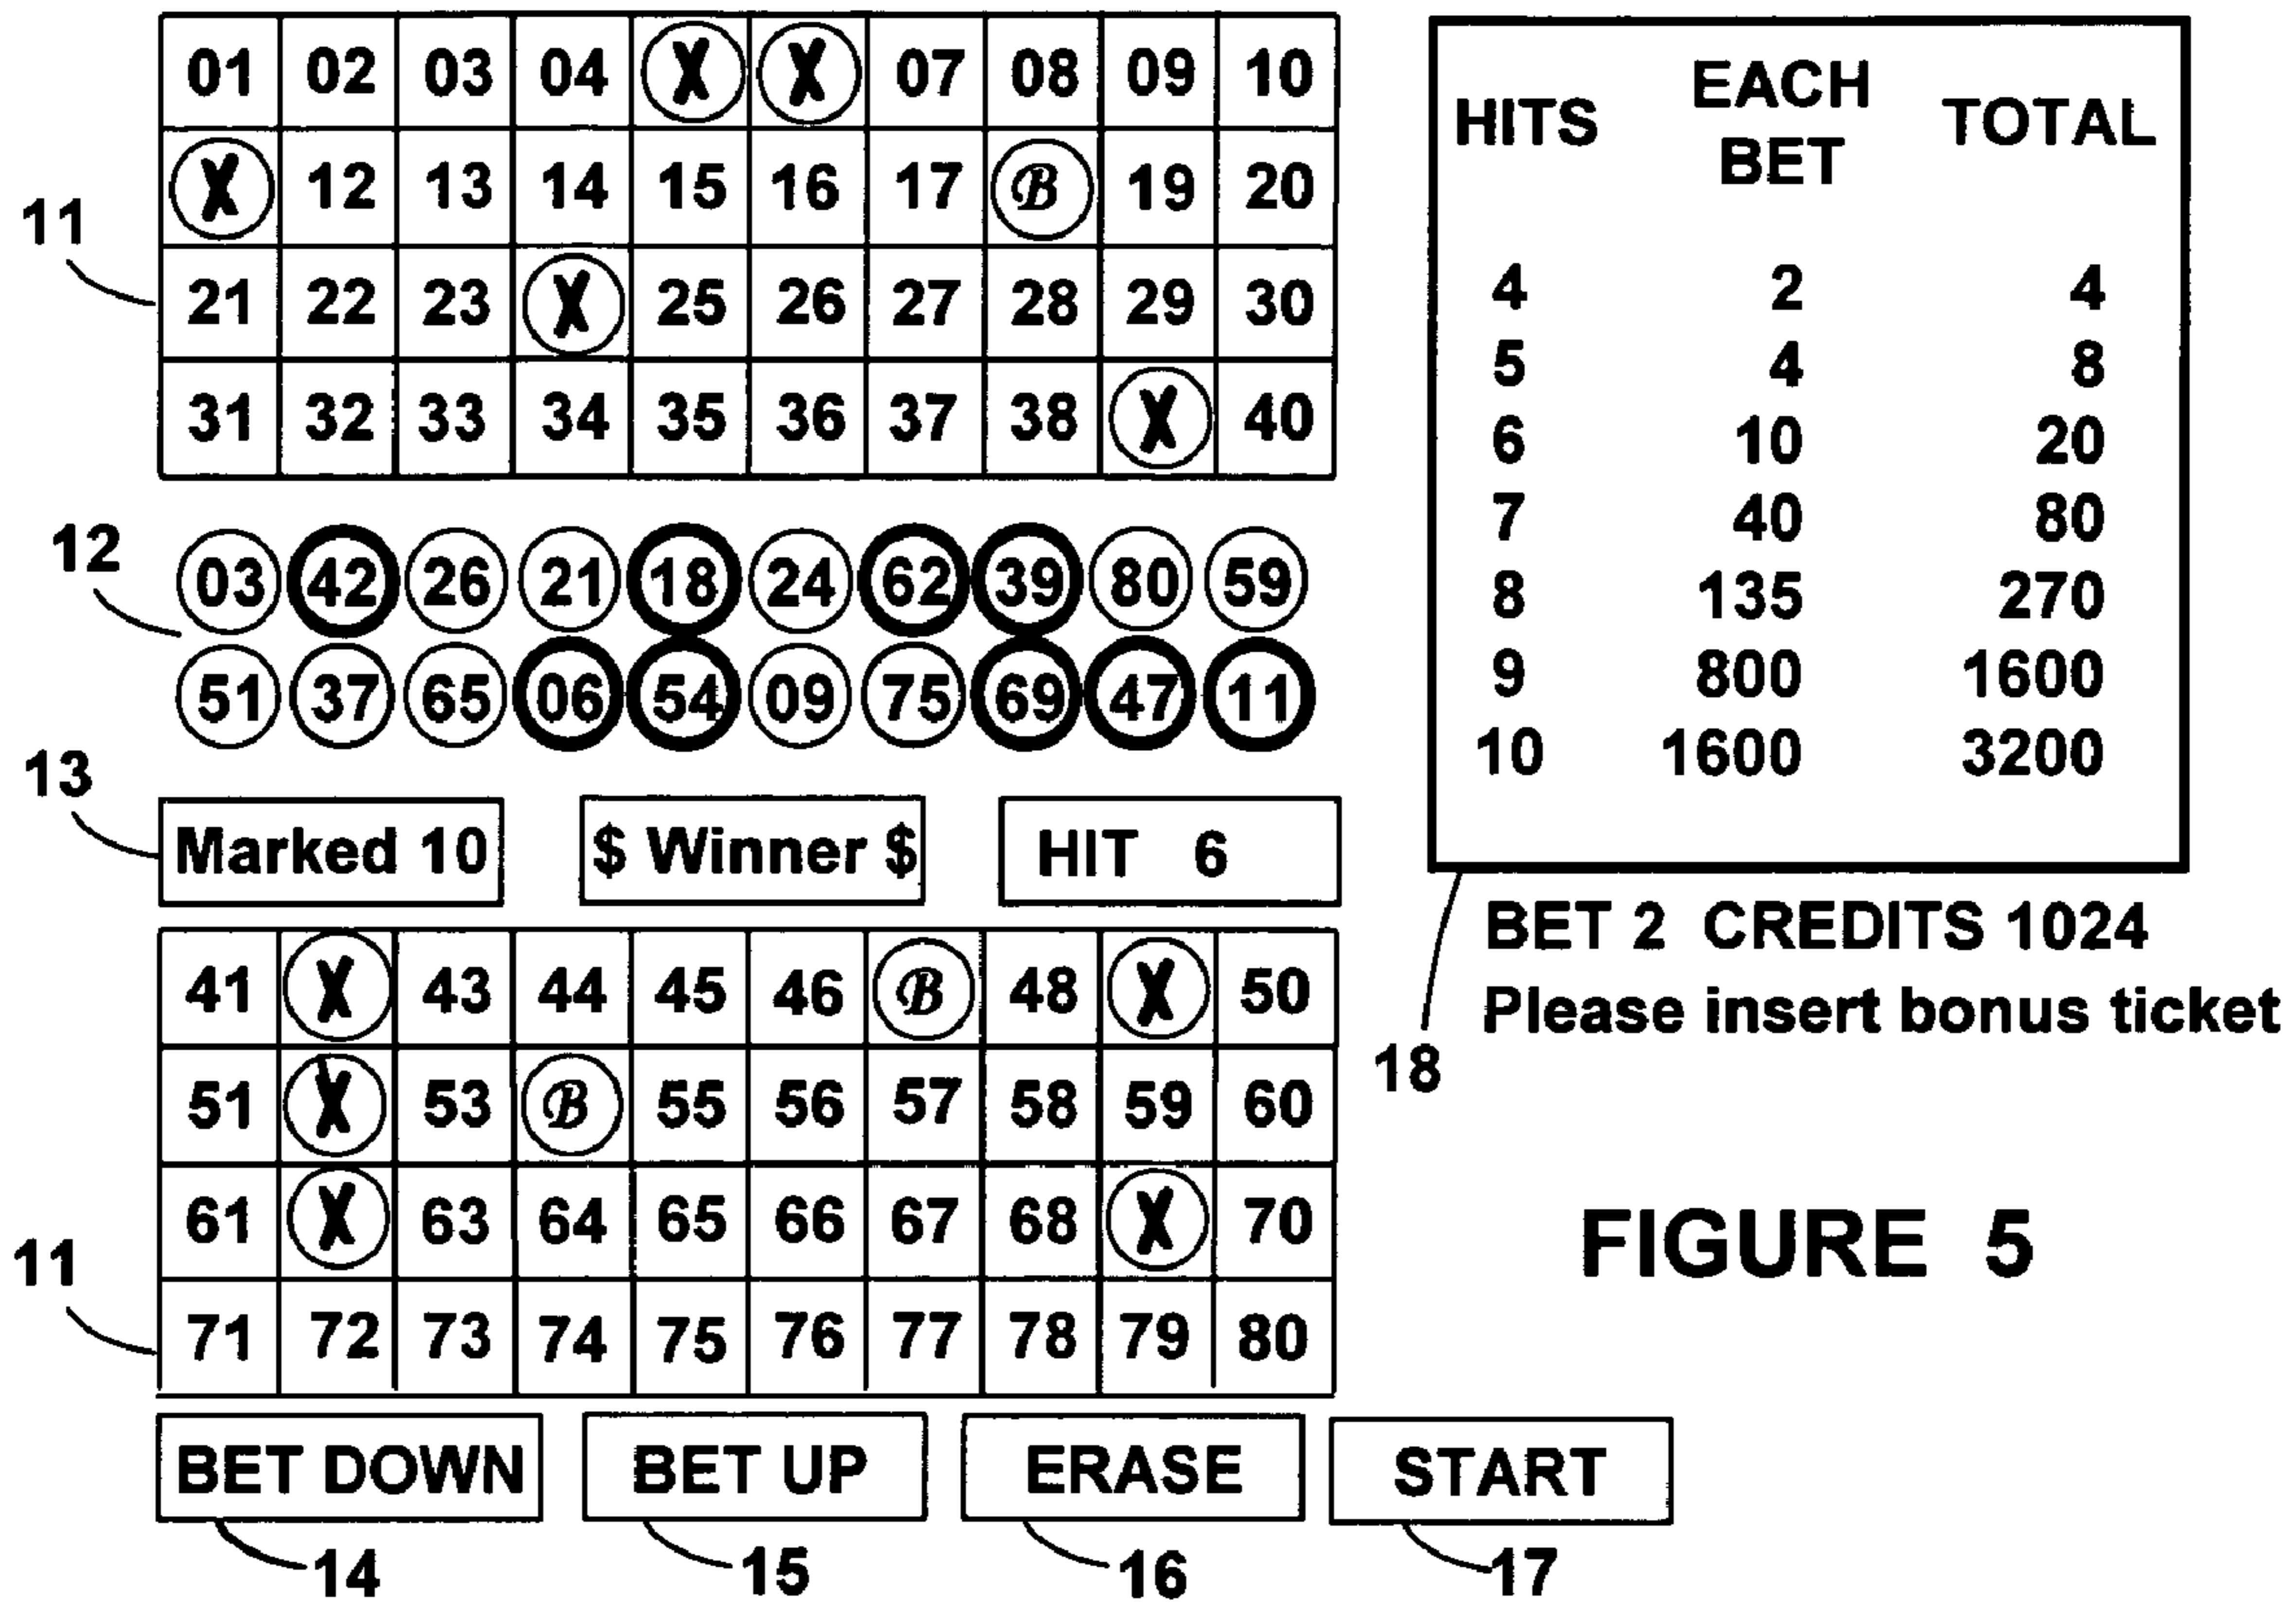 01 02 03 04 X X 07 08 09 10
X 12 13 14 15 16 17 B 19 20
11
21 22 23 X 25 26 27 28 29 30
31 32 33 34 35 36 37 38 X 40
12
03 42 26 21 18 24 62 39 80 59
51 37 65 06 54 09 75 69 47 11
13
Marked 10 $ Winner $ HIT 6
41 X 43 44 45 46 B 48 X 50
51 X 53 B 55 56 57 58 59 60
61 X 63 64 65 66 67 68 X 70
11
71 72 73 74 75 76 77 78 79 80
BET DOWN BET UP ERASE START
14 15 16 17
HITS EACH BET TOTAL
4 2 4
5 4 8
6 10 20
7 40 80
8 135 270
9 800 1600
10 1600 3200
BET 2 CREDITS 1024
Please insert bonus ticket
18
FIGURE 5